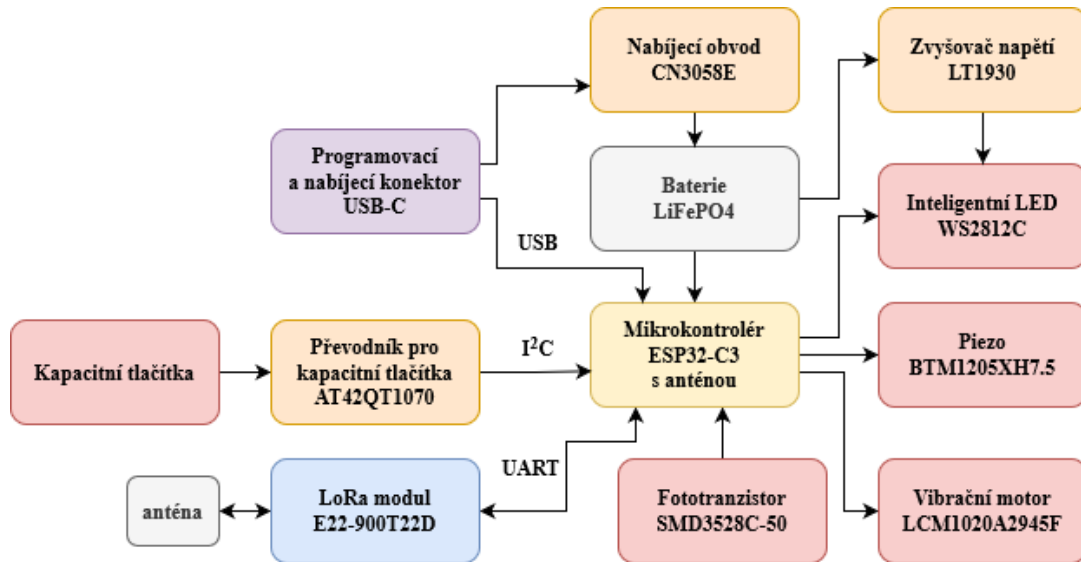 Nabíjecí obvod
CN3058E
Zvyšovač napětí
LT1930
Programovací
a nabíjecí konektor
USB-C
Baterie
LiFePO4
Inteligentní LED
WS2812C
USB
Kapacitní tlačítka
Převodník pro
kapacitní tlačítka
AT42QT1070
I²C
Mikrokontrolér
ESP32-C3
s anténou
Piezo
BTM1205XH7.5
UART
anténa
LoRa modul
E22-900T22D
Fototranzistor
SMD3528C-50
Vibrační motor
LCM1020A2945F